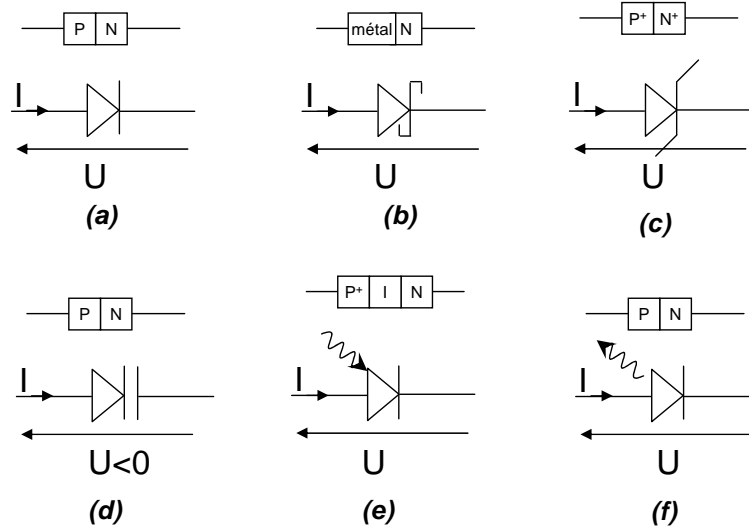 P N
métal N
P⁺ N⁺
I
I
I
U
U
U
(a)
(b)
(c)
P N
P⁺ I N
P N
I
I
I
U<0
U
U
(d)
(e)
(f)